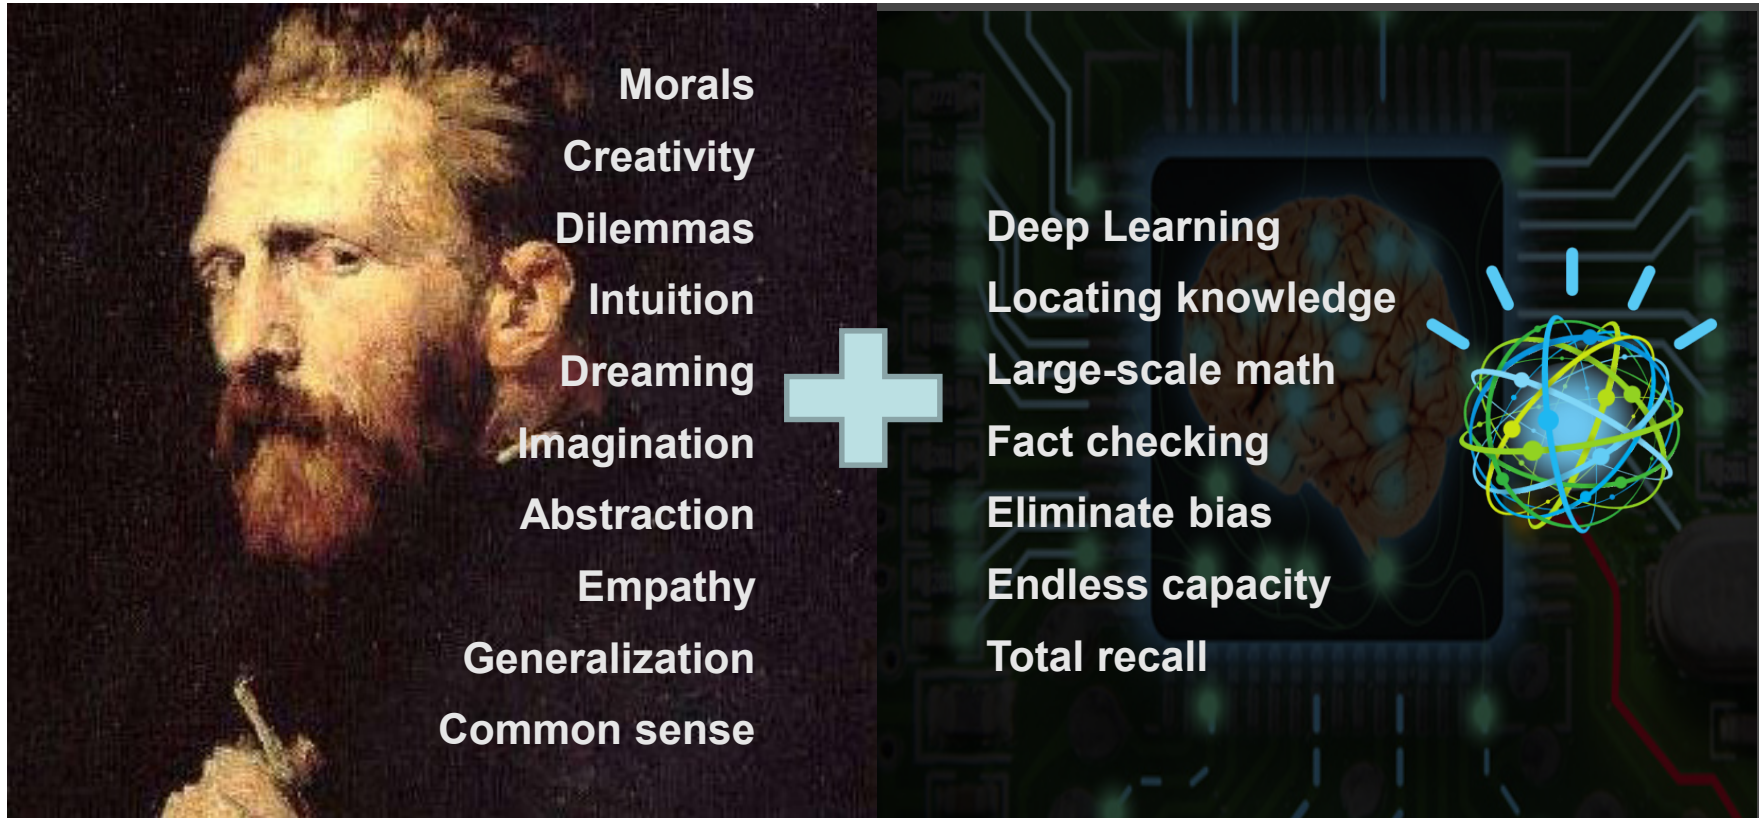 Morals
Creativity
Dilemmas
Intuition
Dreaming
Imagination
Abstraction
Empathy
Generalization
Common sense
Deep Learning
Locating knowledge
Large-scale math
Fact checking
Eliminate bias
Endless capacity
Total recall